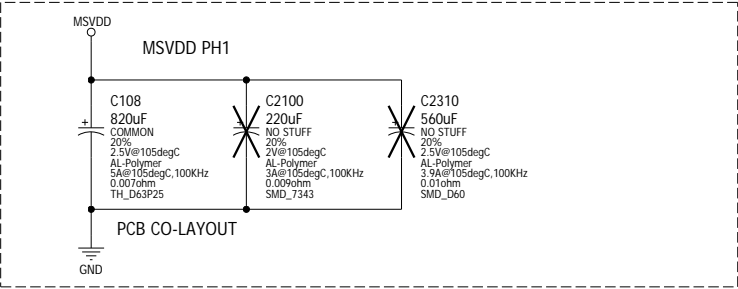 MSVDD
MSVDD PH1
C108
820uF
COMMON
20%
2.5V@105degC
AL-Polymer
5A@105degC,100KHz
0.007ohm
TH_D63P25
C2100
220uF
NO STUFF
20%
2V@105degC
AL-Polymer
3A@105degC,100KHz
0.009ohm
SMD_7343
C2310
560uF
NO STUFF
20%
2.5V@105degC
AL-Polymer
3.9A@105degC,100KHz
0.01ohm
SMD_D60
PCB CO-LAYOUT
GND